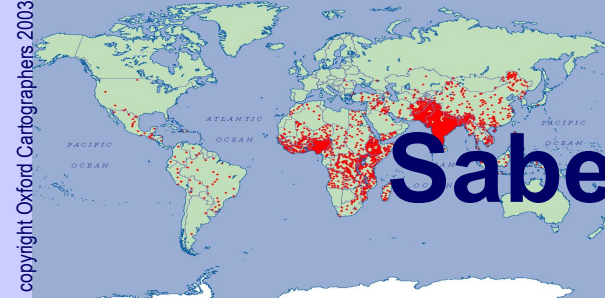 copyright Oxford Cartographers 2003
ATLANTIC
OCEAN
PACIFIC
OCEAN
PACIFIC
OCEAN
Sabe